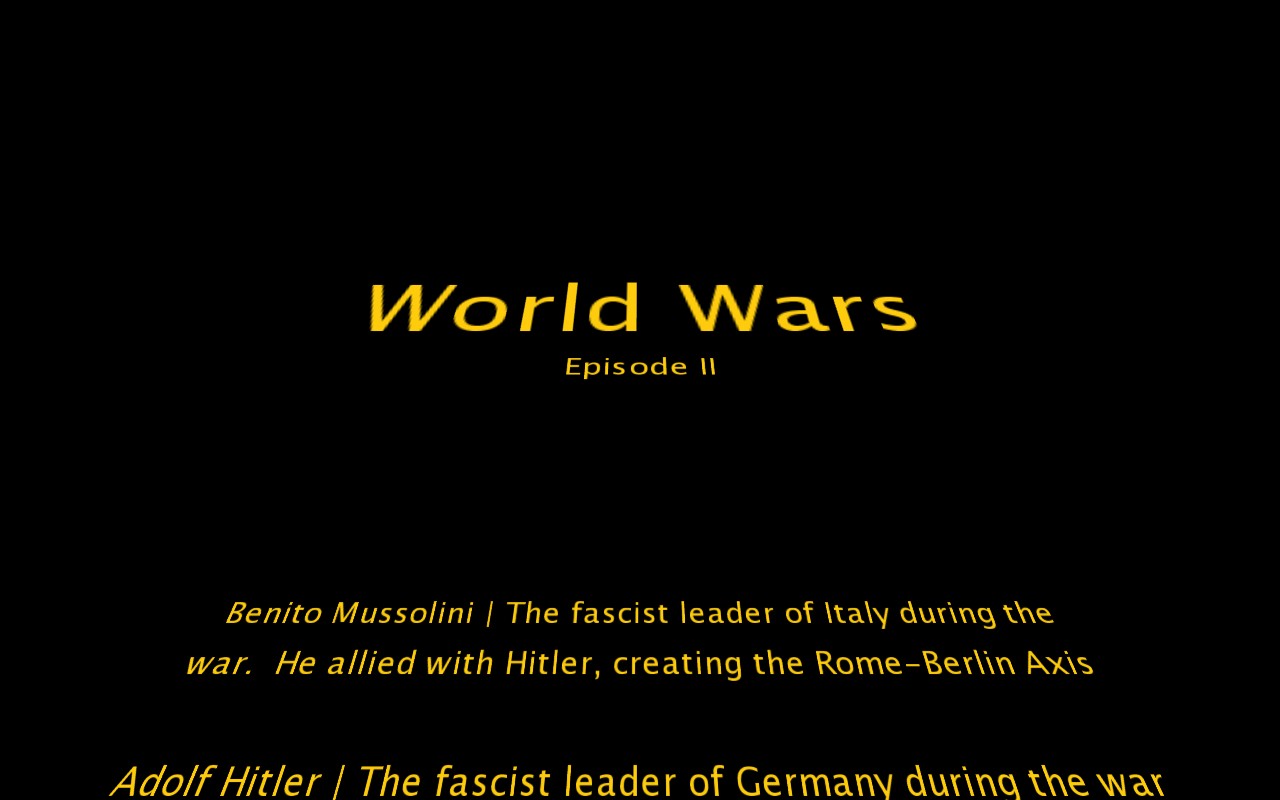 World Wars
Episode II
Benito Mussolini | The fascist leader of Italy during the
war.  He allied with Hitler, creating the Rome-Berlin Axis
Adolf Hitler | The fascist leader of Germany during the war